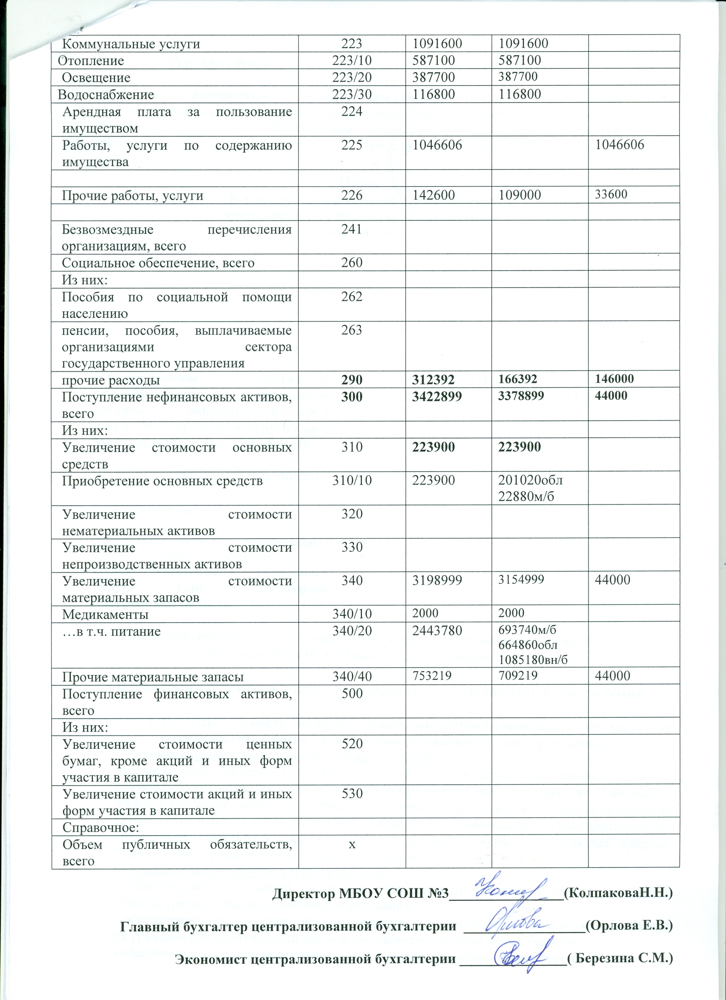 Коммунальные услуги 223 1091600 1091600
Отопление 223/10 587100 587100
Освещение 223/20 387700 387700
Водоснабжение 223/30 116800 116800
Арендная плата за пользование 224
имуществом
Работы, услуги по содержанию 225 1046606 1046606
имущества
Прочие работы, услуги 226 142600 109000 33600
Безвозмездные перечисления 241
организациям, всего
Социальное обеспечение, всего 260
Из них:
Пособия по социальной помощи 262
населению
пенсии, пособия, выплачиваемые 263
организациями сектора
государственного управления
прочие расходы 290 312392 166392 146000
Поступление нефинансовых активов, 300 3422899 3378899 44000
всего
Из них:
Увеличение стоимости основных 310 223900 223900
средств
Приобретение основных средств 310/10 223900 201020обл
22880м/б
Увеличение стоимости 320
нематериальных активов
Увеличение стоимости 330
непроизводственных активов
Увеличение стоимости 340 3198999 3154999 44000
материальных запасов
Медикаменты 340/10 2000 2000
…в т.ч. питание 340/20 2443780 693740м/б
664860обл
1085180вн/б
Прочие материальные запасы 340/40 753219 709219 44000
Поступление финансовых активов, 500
всего
Из них:
Увеличение стоимости ценных 520
бумаг, кроме акций и иных форм
участия в капитале
Увеличение стоимости акций и иных 530
форм участия в капитале
Справочное:
Объем публичных обязательств, х
всего
Директор МБОУ СОШ №3 (КолпаковаН.Н.)
Главный бухгалтер централизованной бухгалтерии (Орлова Е.В.)
Экономист централизованной бухгалтерии ( Березина С.М.)